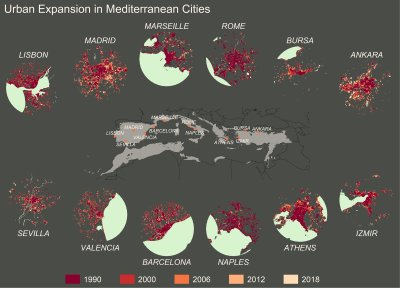 Urban Expansion in Mediterranean Cities
MARSEILLE
ROME
MADRID
BURSA
LISBON
ANKARA
MARSEILLE
ROME
MADRID
BARCELONA
BURSA
ANKARA
LISBON
VALENCIA
NAPLES
ATHENS
IZMIR
SEVILLA
SEVILLA
VALENCIA
BARCELONA
NAPLES
ATHENS
IZMIR
1990
2000
2006
2012
2018